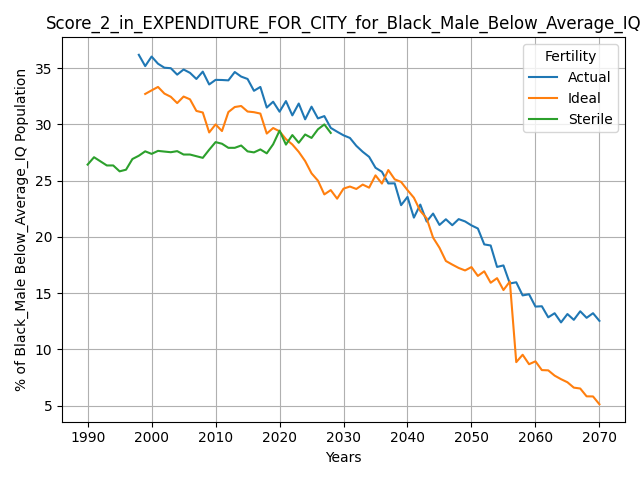 Score_2_in_EXPENDITURE_FOR_CITY_for_Black_Male_Below_Average_IQ
Fertility
Actual
Ideal
Sterile
% of Black_Male Below_Average_IQ Population
35
30
25
20
15
10
5
1990 2000 2010 2020 2030 2040 2050 2060 2070
Years